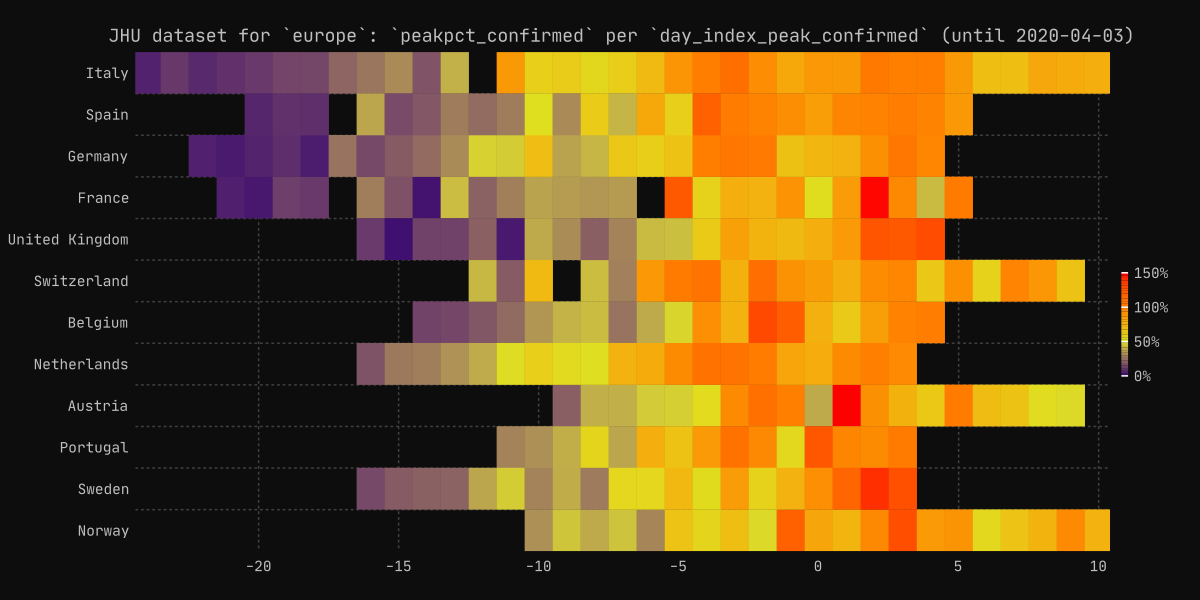 JHU dataset for `europe`: `peakpct_confirmed` per `day_index_peak_confirmed` (until 2020-04-03)
Italy
Spain
Germany
France
United Kingdom
Switzerland
Belgium
Netherlands
Austria
Portugal
Sweden
Norway
150%
100%
50%
0%
−20 −15 −10 −5 0 5 10